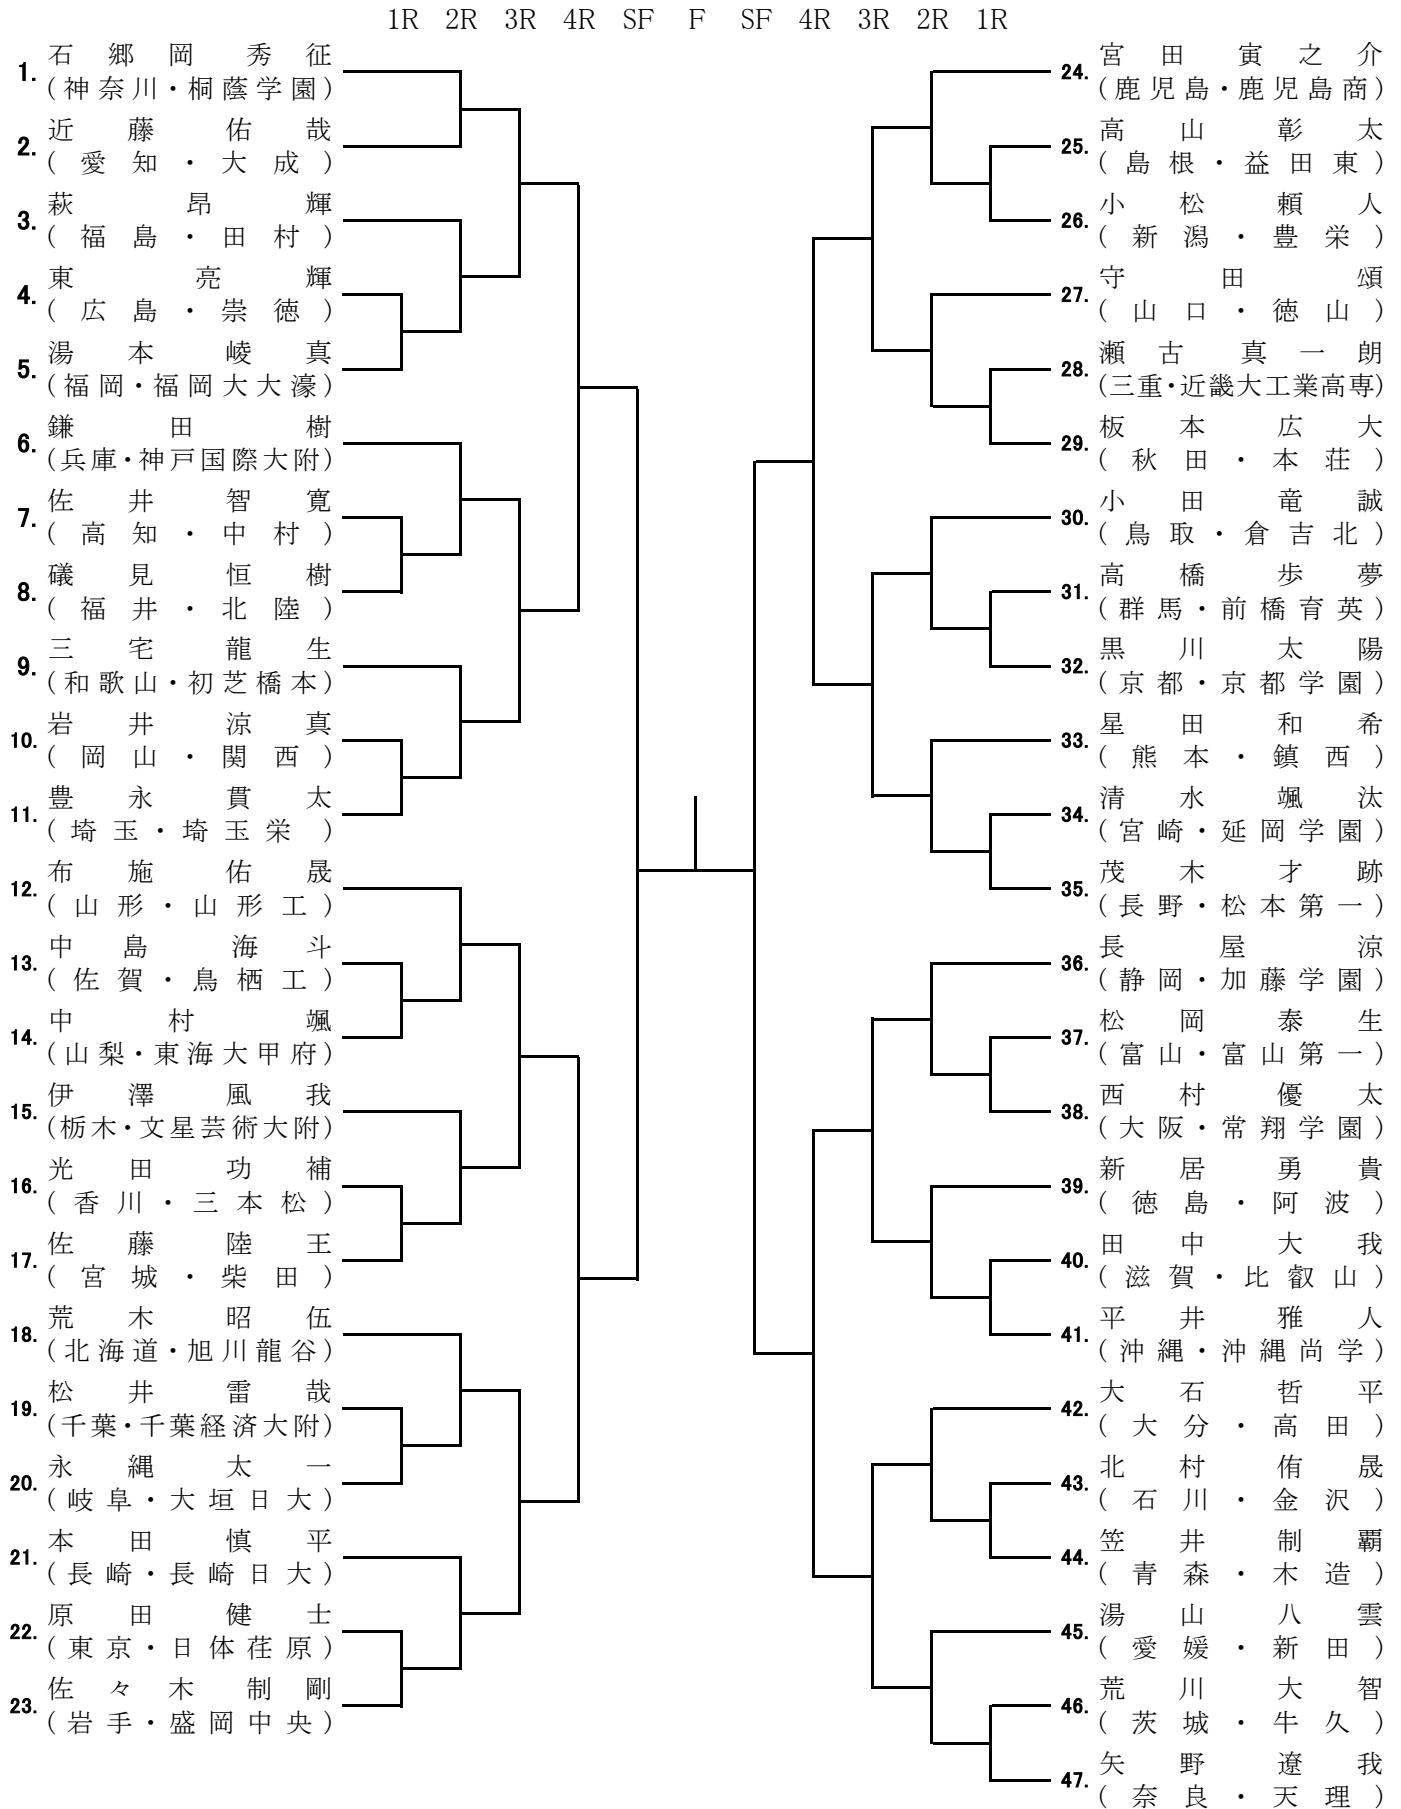 1R 2R 3R 4R SF F SF 4R 3R 2R 1R
1. 石郷岡 秀征
(神奈川・桐蔭学園)
2. 近藤 佑哉
(愛知・大成)
3. 萩 昂輝
(福島・田村)
4. 東 亮輝
(広島・崇徳)
5. 湯本 崚真
(福岡・福岡大大濠)
6. 鎌田 樹
(兵庫・神戸国際大附)
7. 佐井 智寛
(高知・中村)
8. 礒見 恒樹
(福井・北陸)
9. 三宅 龍生
(和歌山・初芝橋本)
10. 岩井 涼真
(岡山・関西)
11. 豊永 貫太
(埼玉・埼玉栄)
12. 布施 佑晟
(山形・山形工)
13. 中島 海斗
(佐賀・鳥栖工)
14. 中村 颯
(山梨・東海大甲府)
15. 伊澤 風我
(栃木・文星芸術大附)
16. 光田 功補
(香川・三本松)
17. 佐藤 陸王
(宮城・柴田)
18. 荒木 昭伍
(北海道・旭川龍谷)
19. 松井 雷哉
(千葉・千葉経済大附)
20. 永縄 太一
(岐阜・大垣日大)
21. 本田 慎平
(長崎・長崎日大)
22. 原田 健士
(東京・日体荏原)
23. 佐々木 制剛
(岩手・盛岡中央)
24. 宮田 寅之介
(鹿児島・鹿児島商)
25. 高山 彰太
(島根・益田東)
26. 小松 頼人
(新潟・豊栄)
27. 守田 頌
(山口・徳山)
28. 瀬古 真一朗
(三重・近畿大工業高専)
29. 板本 広大
(秋田・本荘)
30. 小田 竜誠
(鳥取・倉吉北)
31. 高橋 歩夢
(群馬・前橋育英)
32. 黒川 太陽
(京都・京都学園)
33. 星田 和希
(熊本・鎮西)
34. 清水 颯汰
(宮崎・延岡学園)
35. 茂木 才跡
(長野・松本第一)
36. 長屋 涼
(静岡・加藤学園)
37. 松岡 泰生
(富山・富山第一)
38. 西村 優太
(大阪・常翔学園)
39. 新居 勇貴
(徳島・阿波)
40. 田中 大我
(滋賀・比叡山)
41. 平井 雅人
(沖縄・沖縄尚学)
42. 大石 哲平
(大分・高田)
43. 北村 侑晟
(石川・金沢)
44. 笠井 制覇
(青森・木造)
45. 湯山 八雲
(愛媛・新田)
46. 荒川 大智
(茨城・牛久)
47. 矢野 遼我
(奈良・天理)